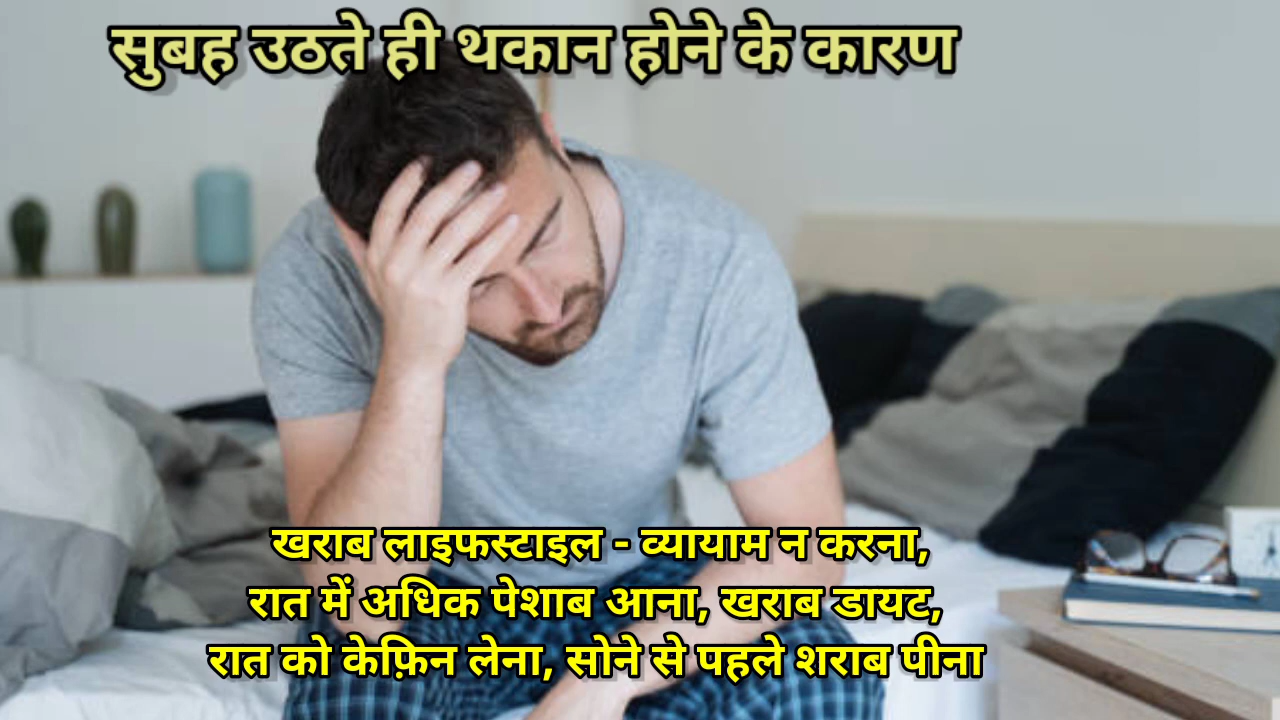 सुबह उठते ही थकान होने के कारण
खराब लाइफस्टाइल - व्यायाम न करना,
रात में अधिक पेशाब आना, खराब डायट,
रात को केफ़िन लेना, सोने से पहले शराब पीना